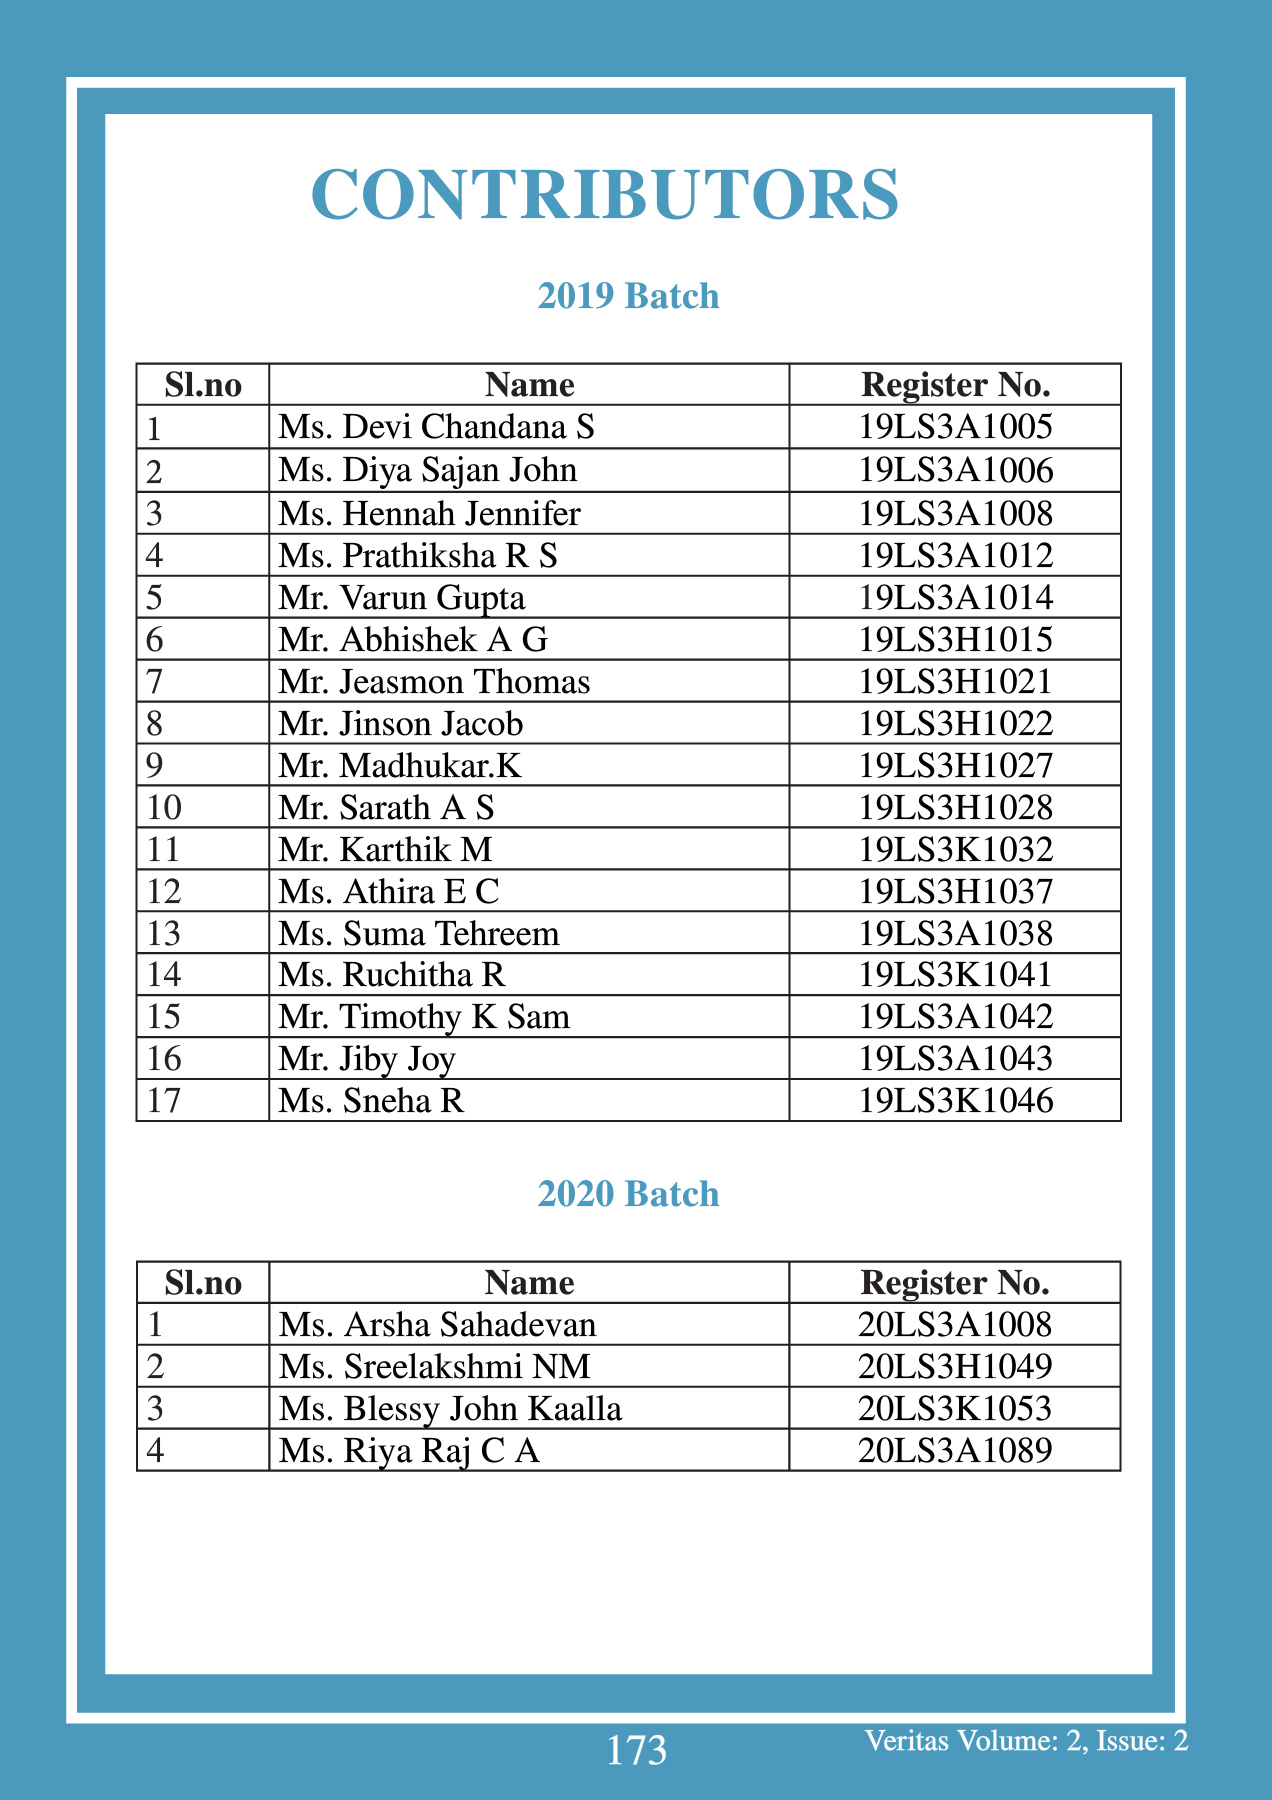 CONTRIBUTORS
2019 Batch
Sl.no Name Register No.
1 Ms. Devi Chandana S 19LS3A1005
2 Ms. Diya Sajan John 19LS3A1006
3 Ms. Hennah Jennifer 19LS3A1008
4 Ms. Prathiksha R S 19LS3A1012
5 Mr. Varun Gupta 19LS3A1014
6 Mr. Abhishek A G 19LS3H1015
7 Mr. Jeasmon Thomas 19LS3H1021
8 Mr. Jinson Jacob 19LS3H1022
9 Mr. Madhukar.K 19LS3H1027
10 Mr. Sarath A S 19LS3H1028
11 Mr. Karthik M 19LS3K1032
12 Ms. Athira E C 19LS3H1037
13 Ms. Suma Tehreem 19LS3A1038
14 Ms. Ruchitha R 19LS3K1041
15 Mr. Timothy K Sam 19LS3A1042
16 Mr. Jiby Joy 19LS3A1043
17 Ms. Sneha R 19LS3K1046
2020 Batch
Sl.no Name Register No.
1 Ms. Arsha Sahadevan 20LS3A1008
2 Ms. Sreelakshmi NM 20LS3H1049
3 Ms. Blessy John Kaalla 20LS3K1053
4 Ms. Riya Raj C A 20LS3A1089
173
Veritas Volume: 2, Issue: 2